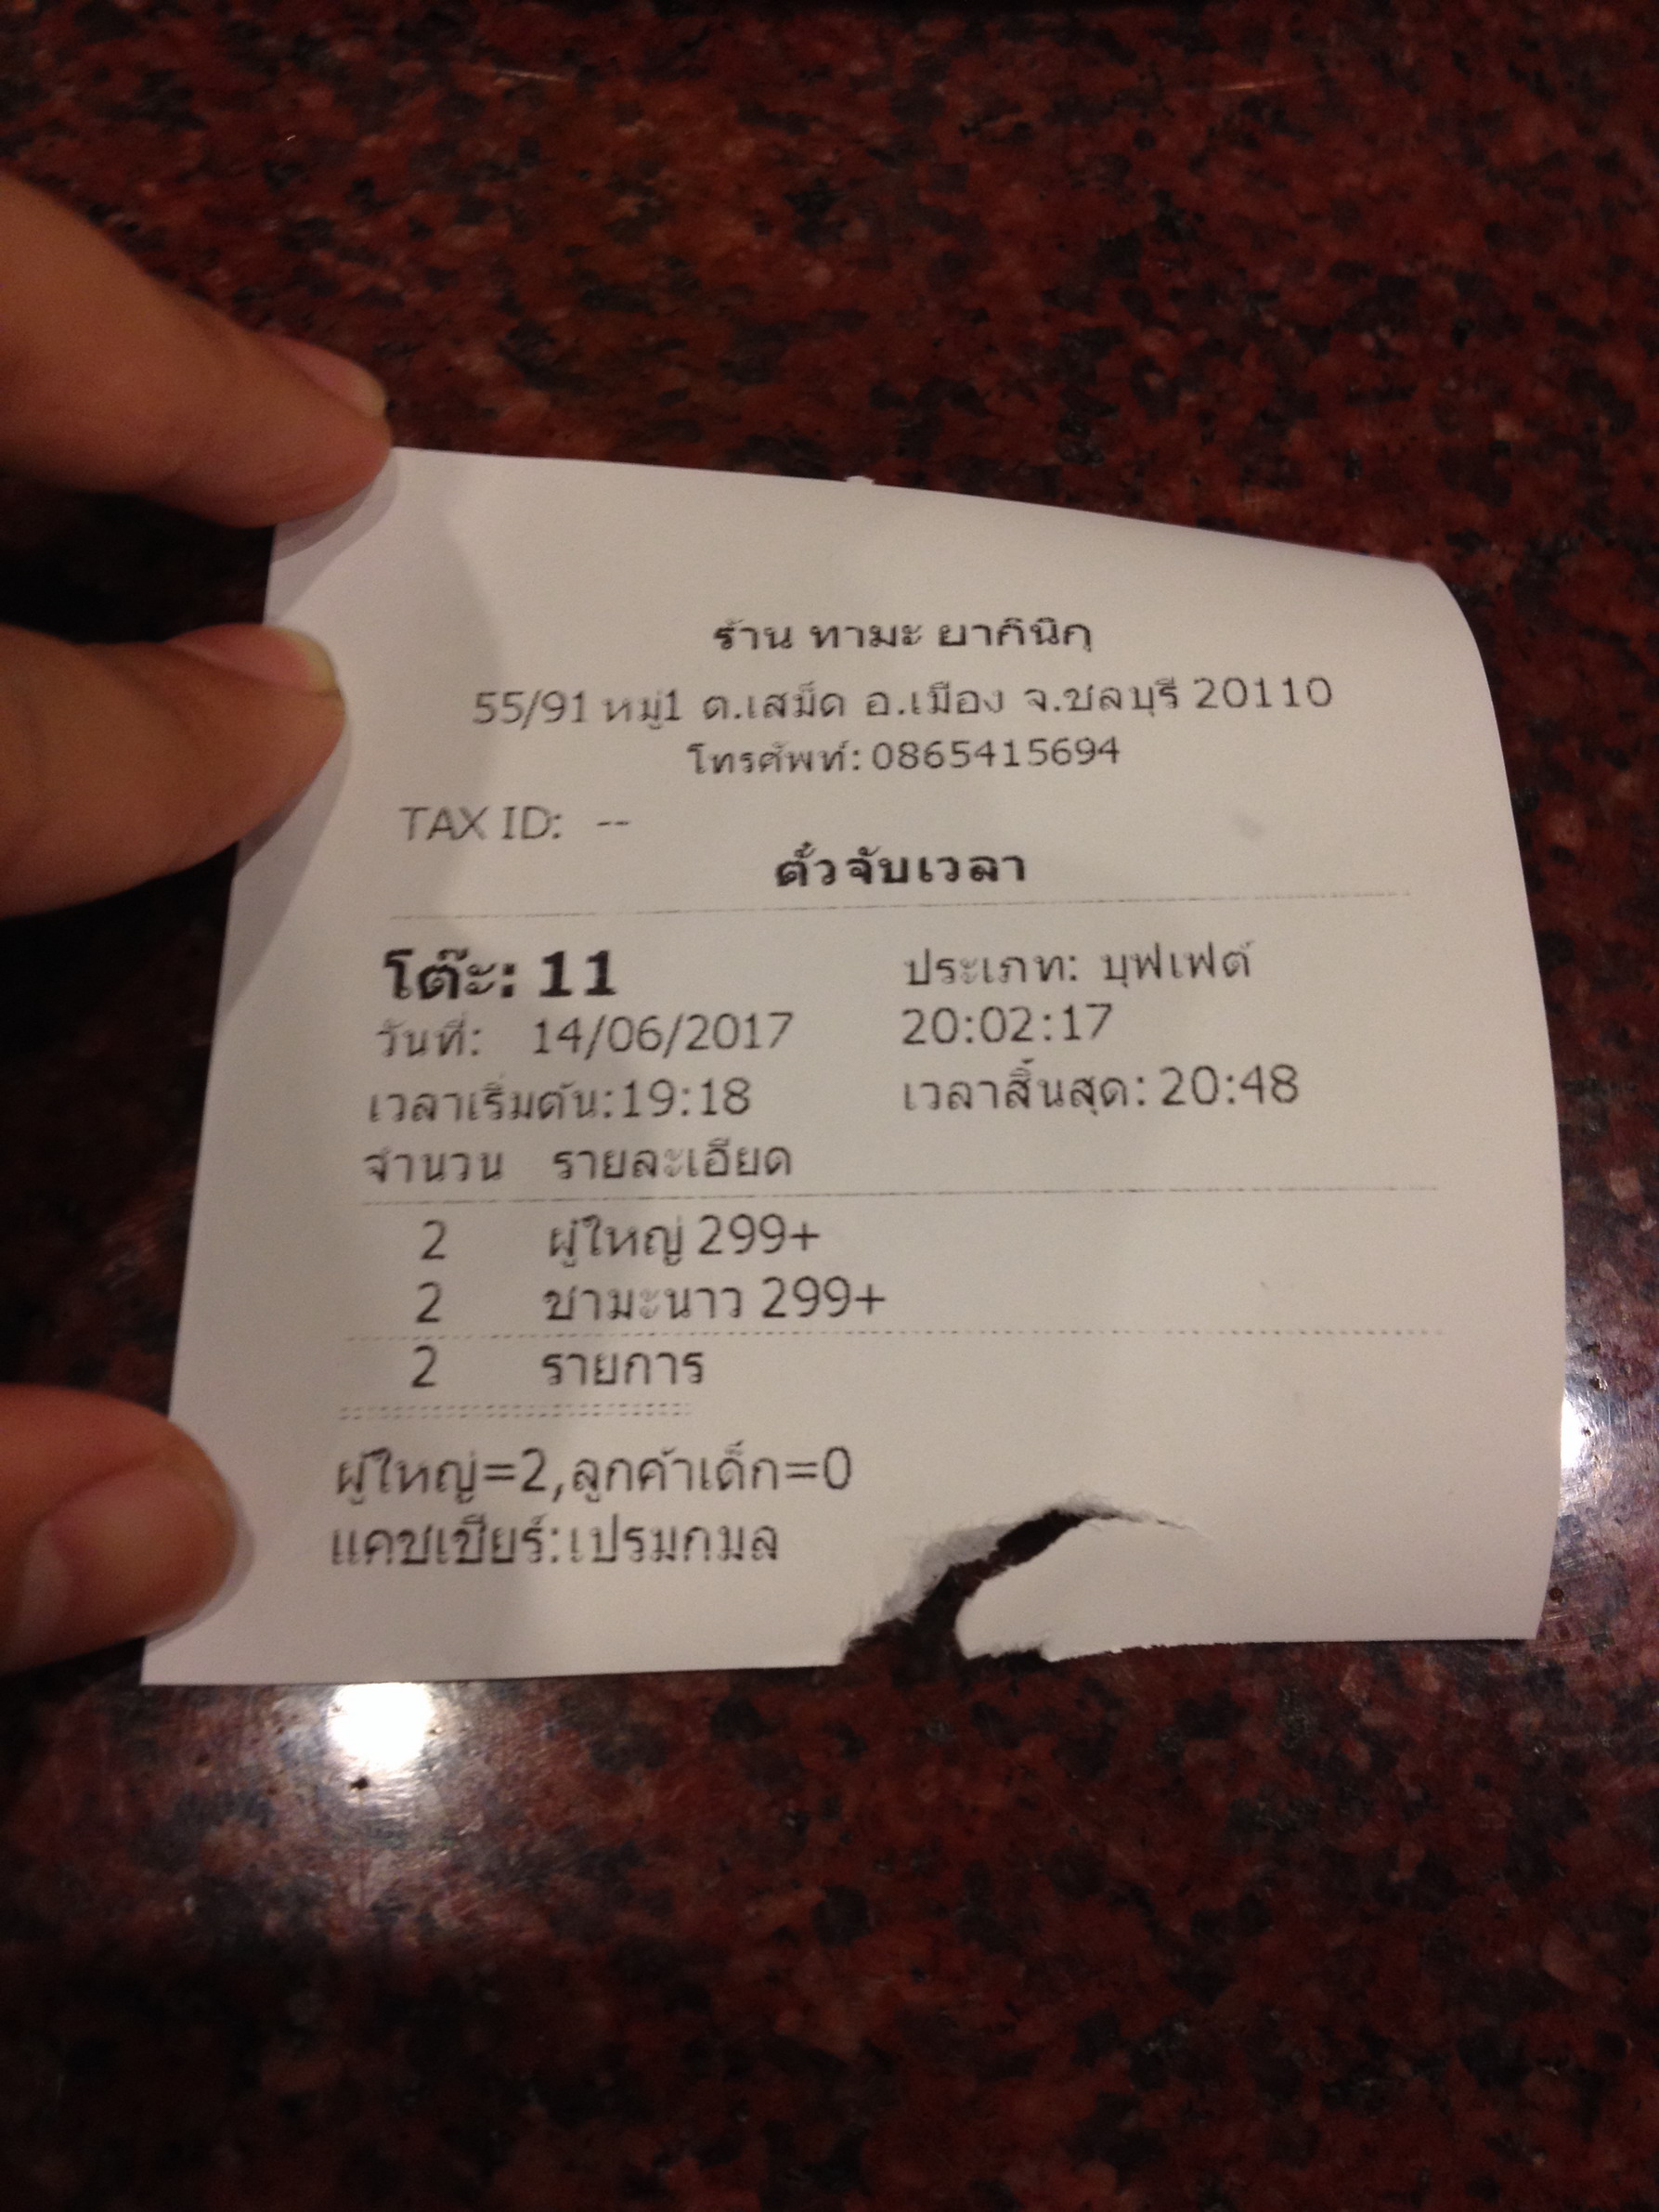 ร้าน ทามะ ยากินิกุ
55/91 หมู่1 ต.เสม็ด อ.เมือง จ.ชลบุรี 20110
โทรศัพท์: 0865415694
TAX ID: --
ตั๋วจับเวลา
โต๊ะ: 11 ประเภท: บุฟเฟต์
วันที่: 14/06/2017 20:02:17
เวลาเริ่มต้น:19:18 เวลาสิ้นสุด: 20:48
จำนวน รายละเอียด
2 ผู้ใหญ่ 299+
2 ชามะนาว 299+
2 รายการ
ผู้ใหญ่=2,ลูกค้าเด็ก=0
แคชเชียร์:เปรมกมล